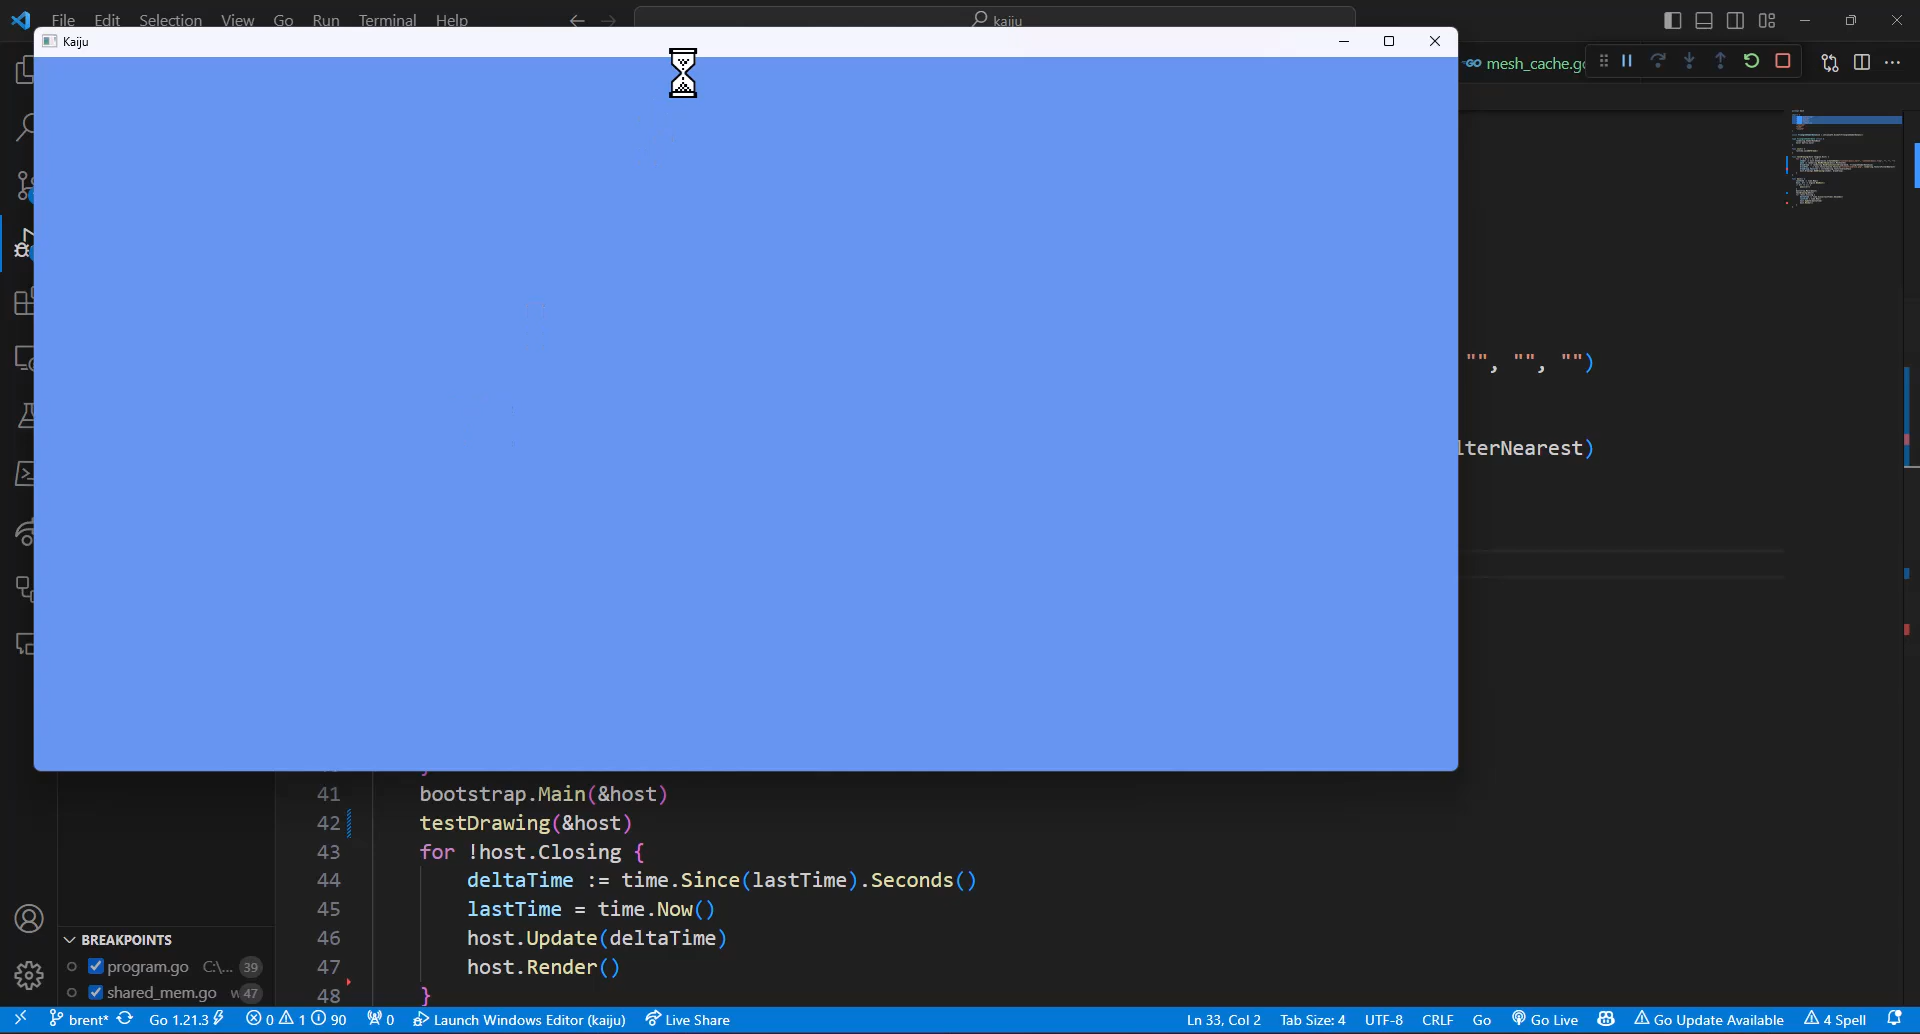 File Edit Selection View Go Run Terminal Help
kaiju
Kaiju
mesh_cache.go
"", "", "")
lterNearest)
41 bootstrap.Main(&host)
42 testDrawing(&host)
43 for !host.Closing {
44 deltaTime := time.Since(lastTime).Seconds()
45 lastTime = time.Now()
46 host.Update(deltaTime)
47 host.Render()
48 }
BREAKPOINTS
program.go C:\... 39
shared_mem.go w 47
brent* Go 1.21.3 0 1 90 0 Launch Windows Editor (kaiju) Live Share
Ln 33, Col 2 Tab Size: 4 UTF-8 CRLF Go Go Live Go Update Available 4 Spell